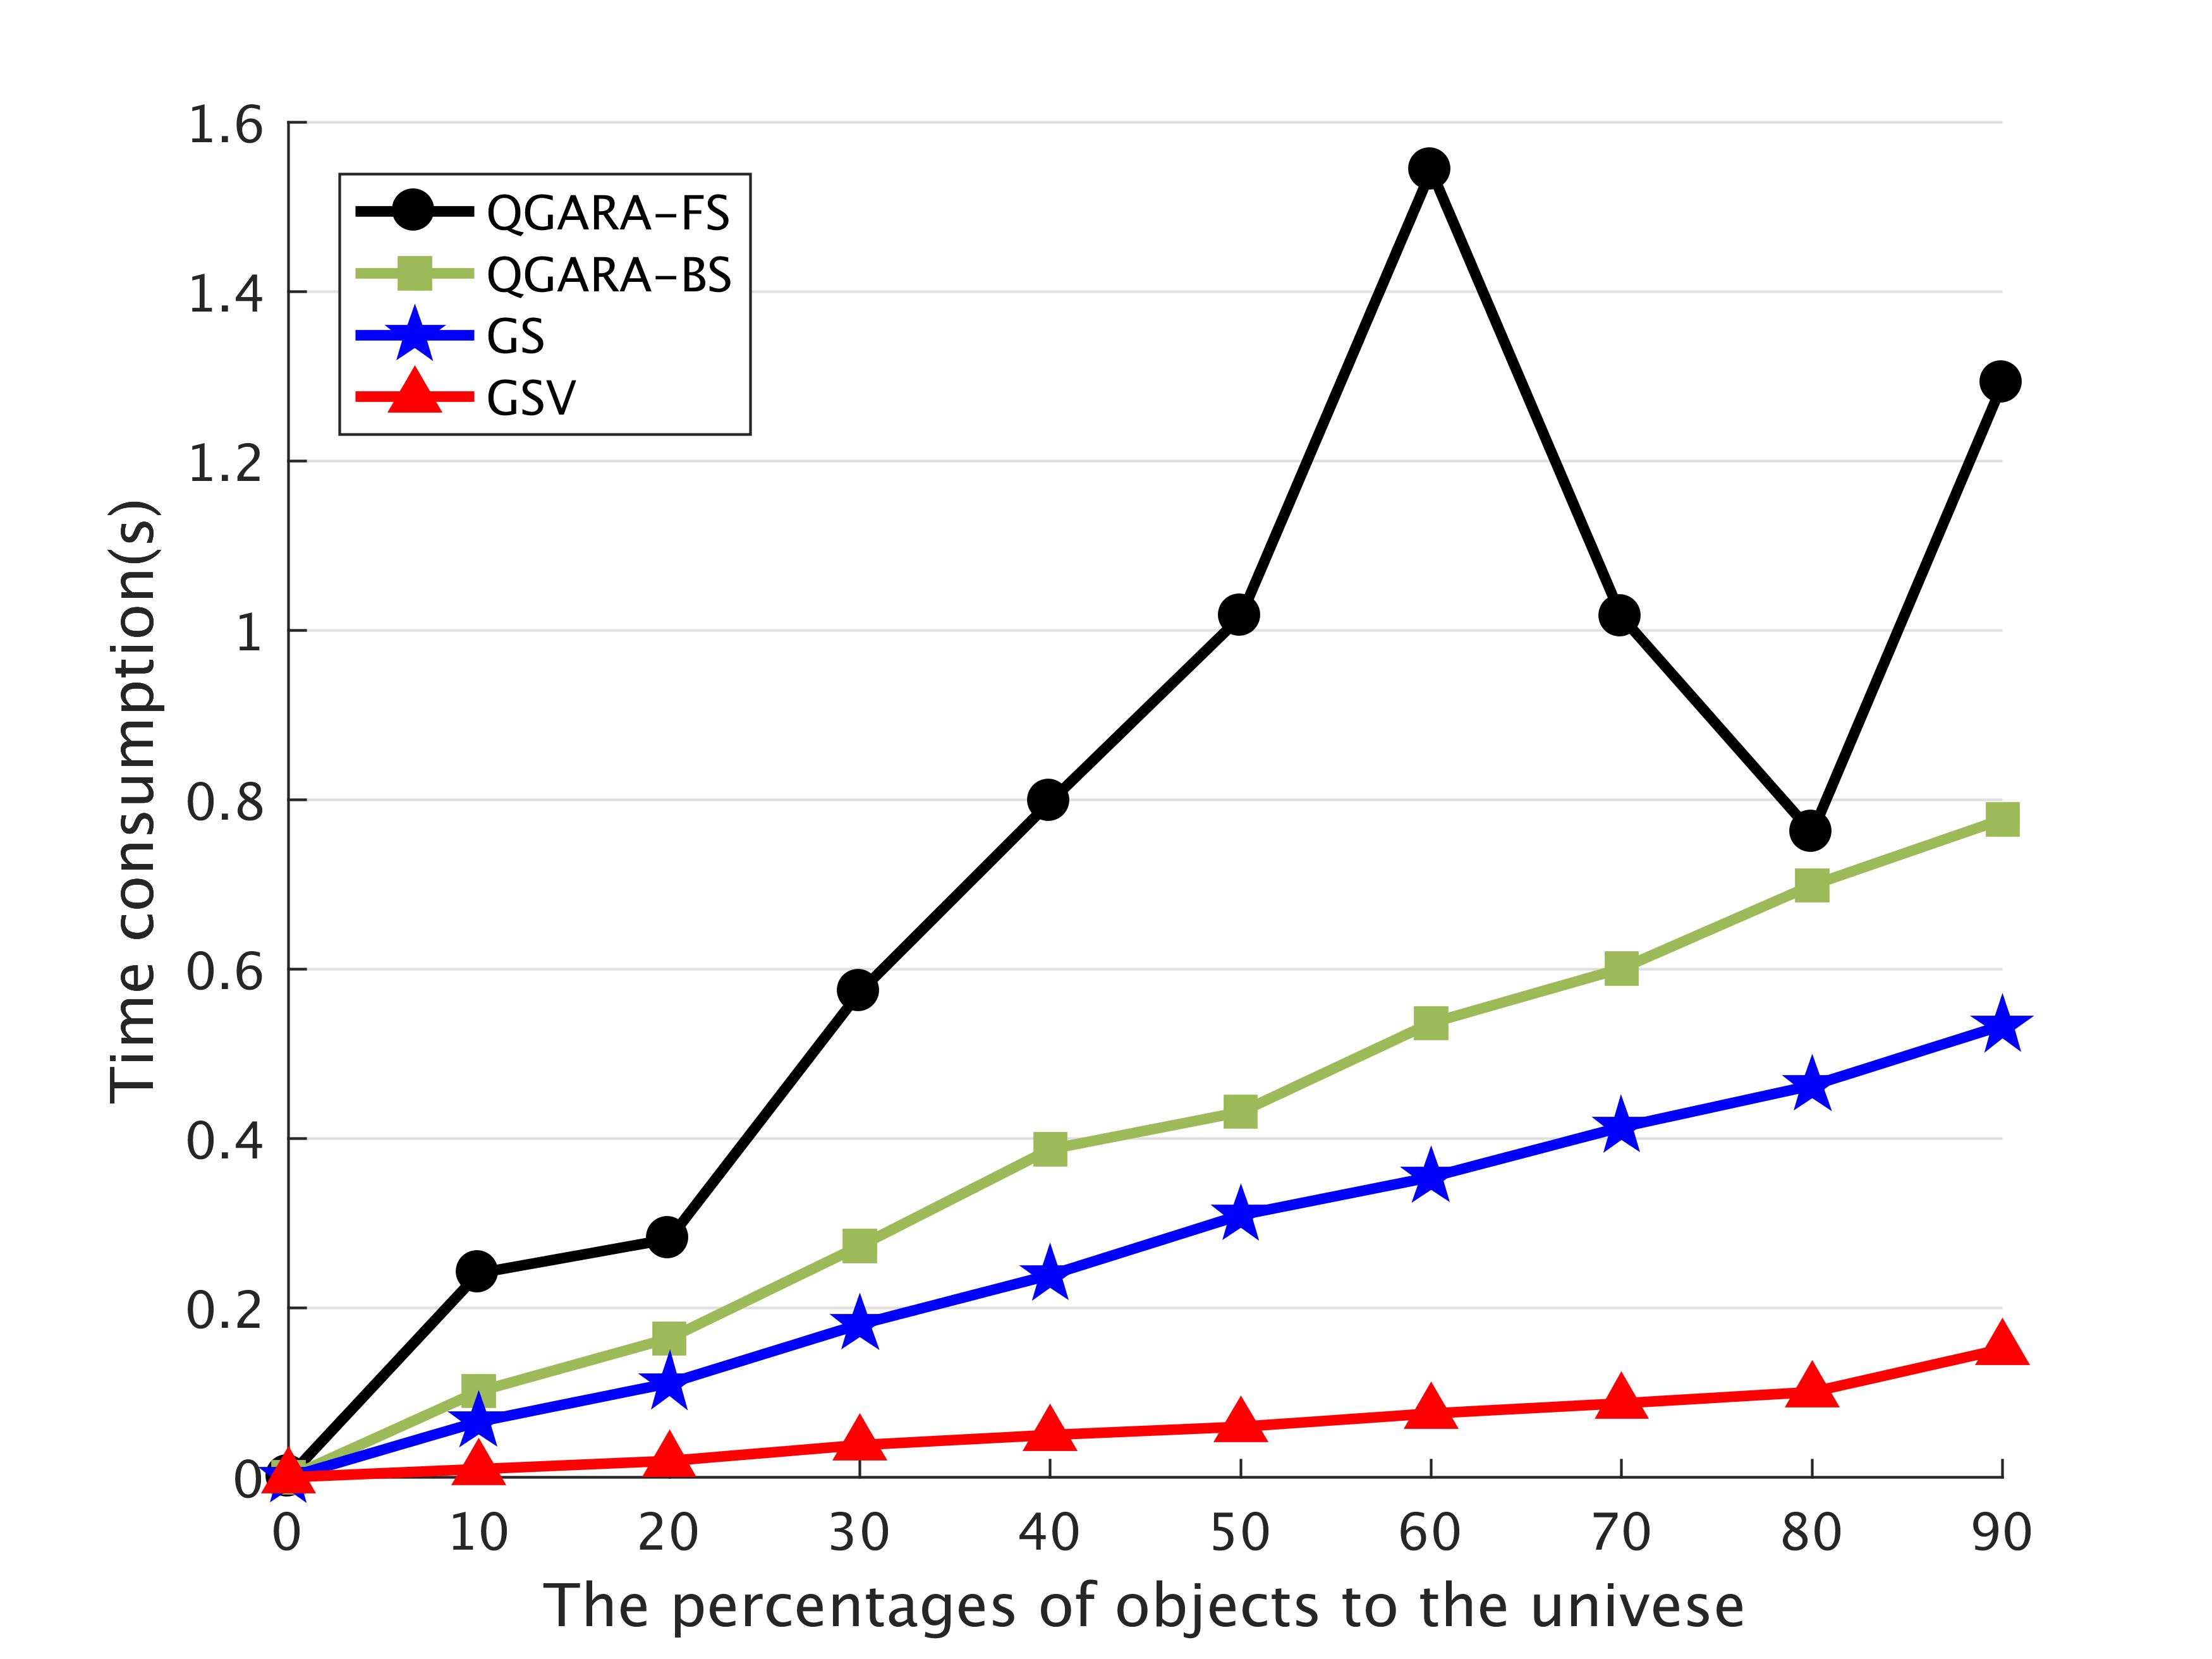 1.6
1.4
1.2
1
0.8
0.6
0.4
0.2
0
Time consumption(s)
QGARA-FS
QGARA-BS
GS
GSV
0 10 20 30 40 50 60 70 80 90
The percentages of objects to the univese